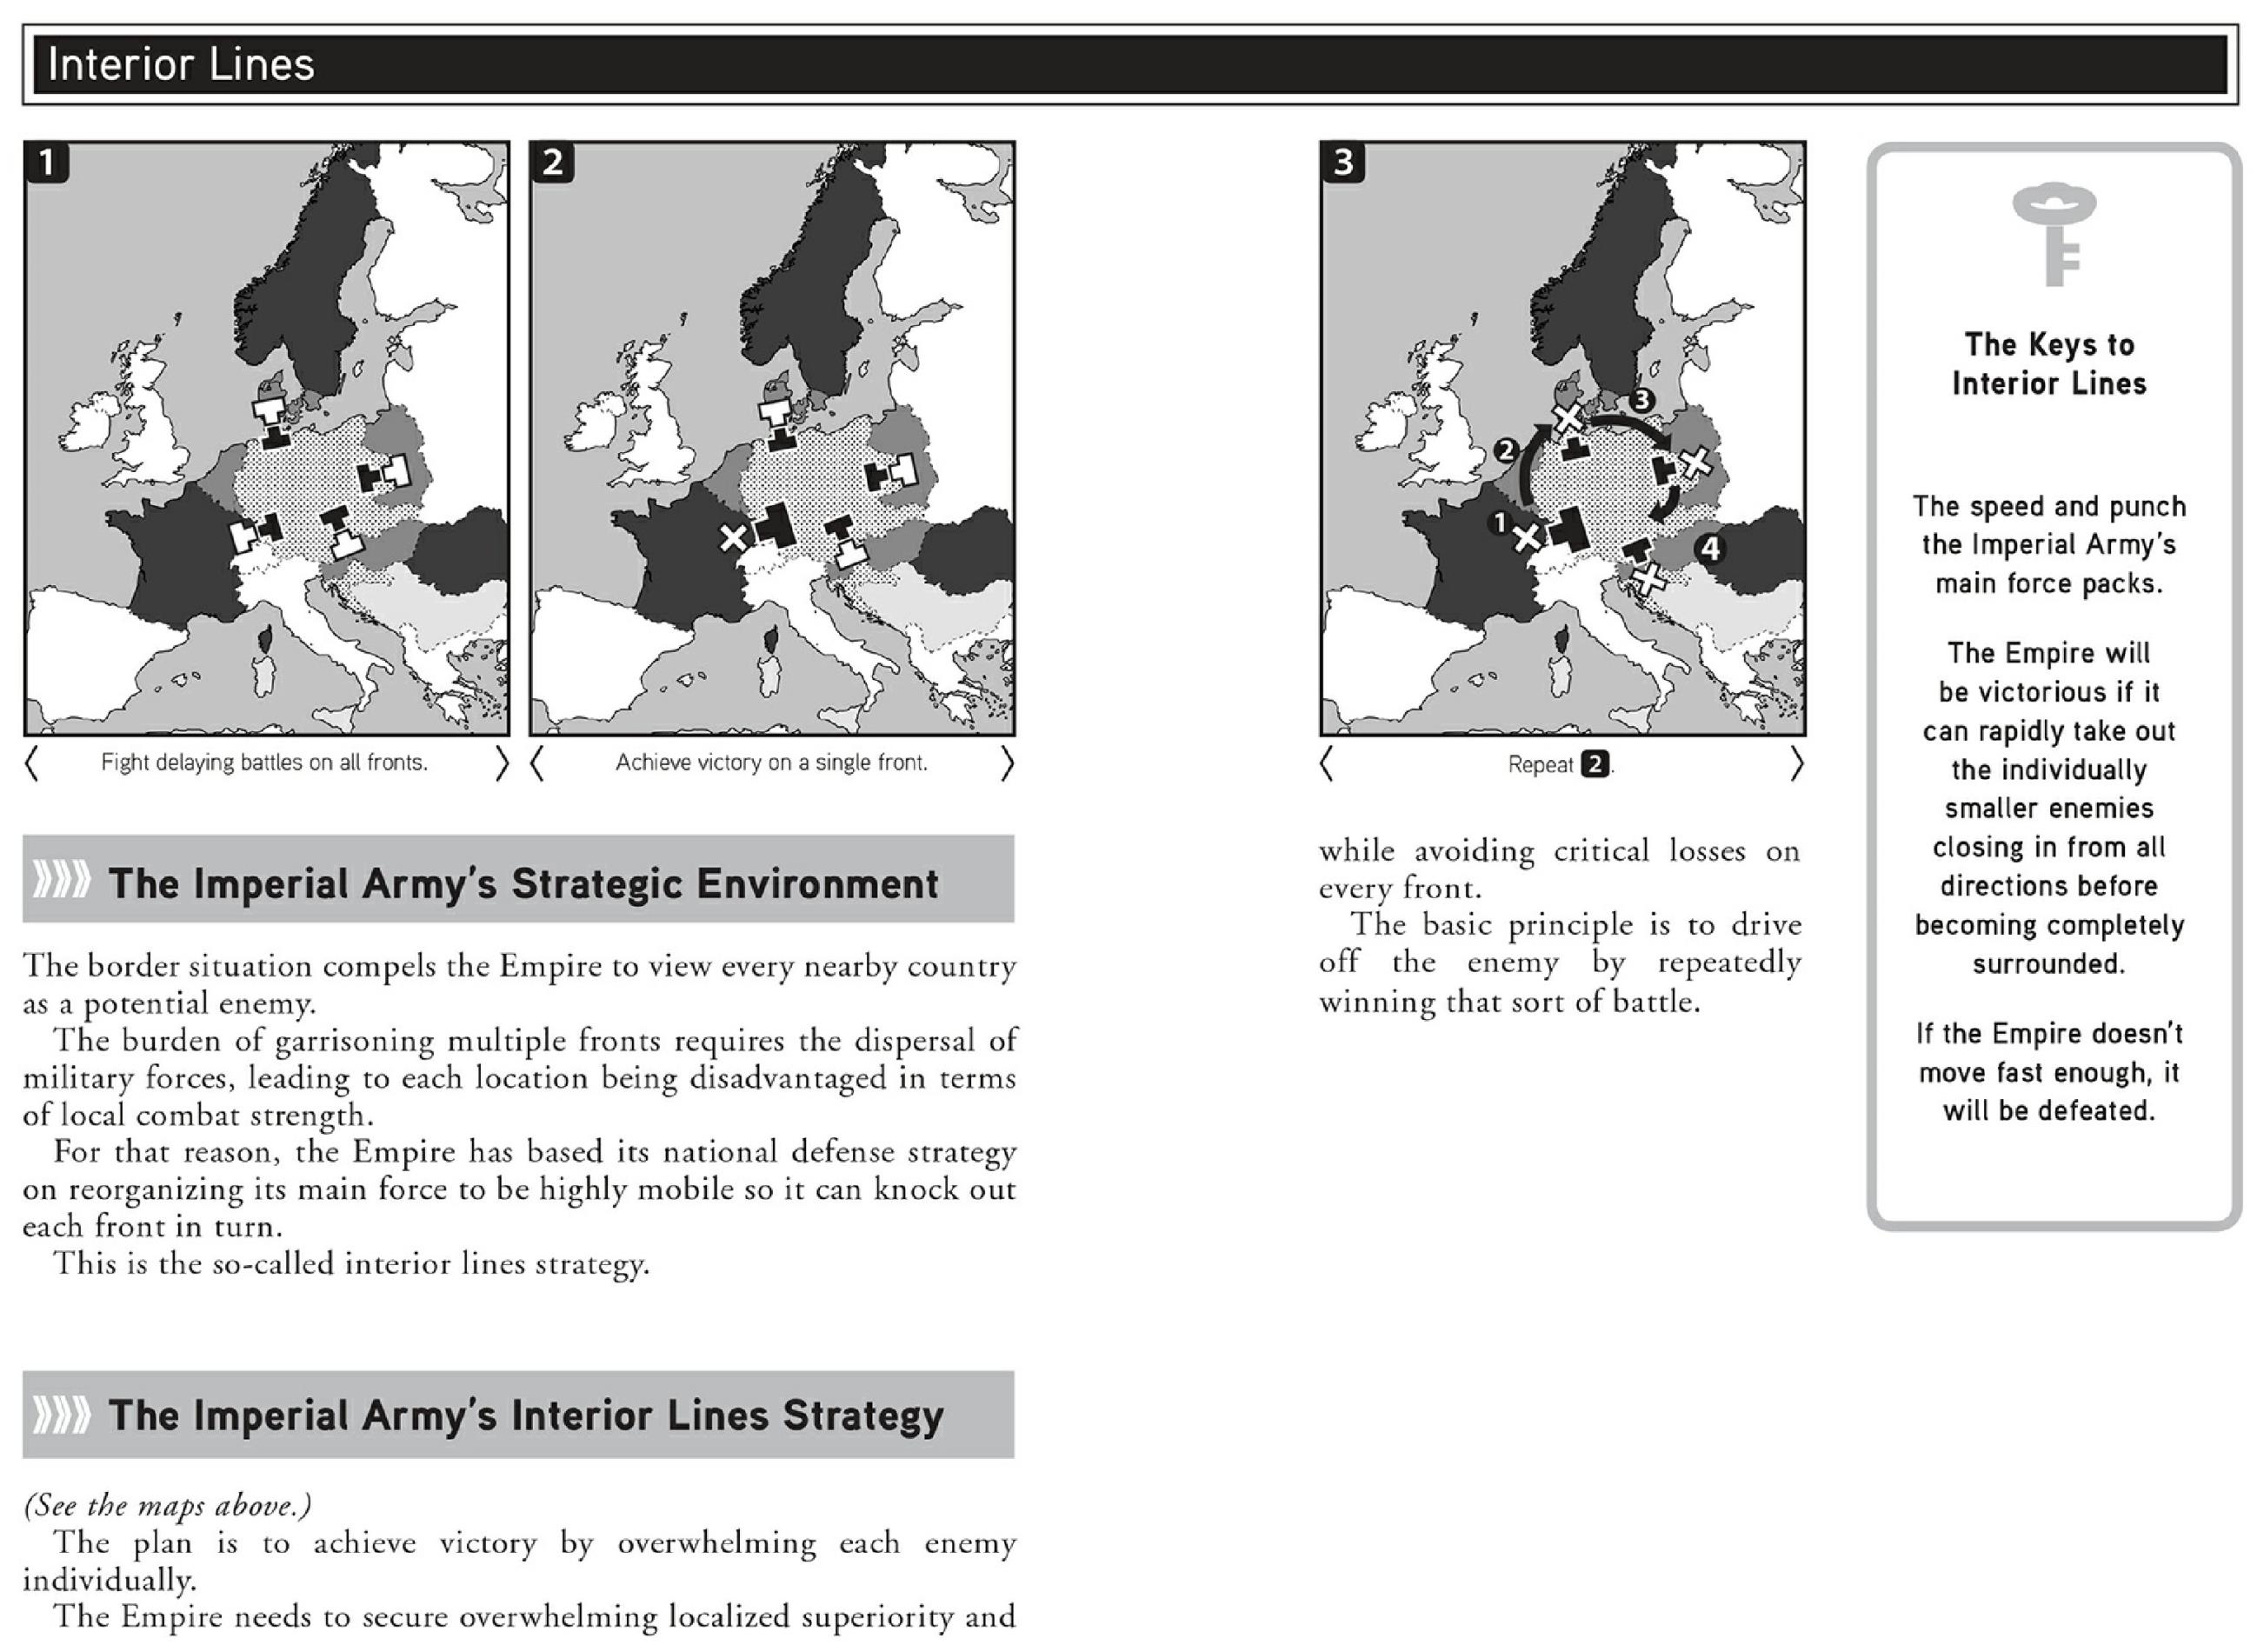 Interior Lines
1
2
Fight delaying battles on all fronts.
Achieve victory on a single front.
The Imperial Army's Strategic Environment
The border situation compels the Empire to view every nearby country
as a potential enemy.
The burden of garrisoning multiple fronts requires the dispersal of
military forces, leading to each location being disadvantaged in terms
of local combat strength.
For that reason, the Empire has based its national defense strategy
on reorganizing its main force to be highly mobile so it can knock out
each front in turn.
This is the so-called interior lines strategy.
The Imperial Army's Interior Lines Strategy
(See the maps above.)
The plan is to achieve victory by overwhelming each enemy
individually.
The Empire needs to secure overwhelming localized superiority and
3
3
2
1
4
Repeat 2.
while avoiding critical losses on
every front.
The basic principle is to drive
off the enemy by repeatedly
winning that sort of battle.
The Keys to
Interior Lines
The speed and punch
the Imperial Army's
main force packs.
The Empire will
be victorious if it
can rapidly take out
the individually
smaller enemies
closing in from all
directions before
becoming completely
surrounded.
If the Empire doesn't
move fast enough, it
will be defeated.